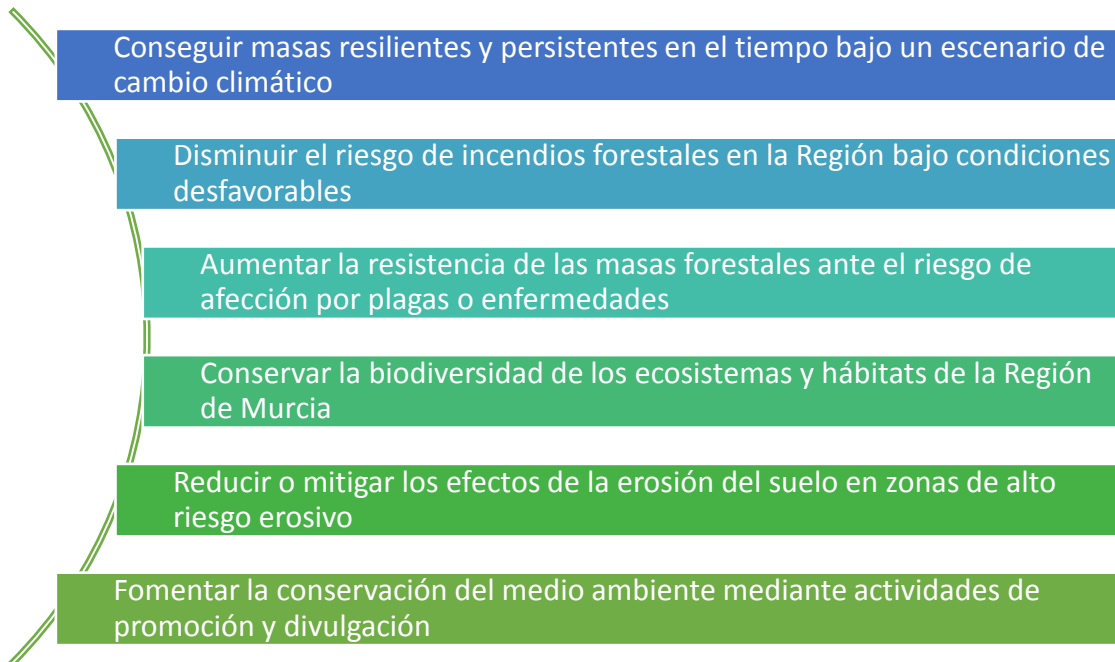 Conseguir masas resilientes y persistentes en el tiempo bajo un escenario de
cambio climático
Disminuir el riesgo de incendios forestales en la Región bajo condiciones
desfavorables
Aumentar la resistencia de las masas forestales ante el riesgo de
afección por plagas o enfermedades
Conservar la biodiversidad de los ecosistemas y hábitats de la Región
de Murcia
Reducir o mitigar los efectos de la erosión del suelo en zonas de alto
riesgo erosivo
Fomentar la conservación del medio ambiente mediante actividades de
promoción y divulgación